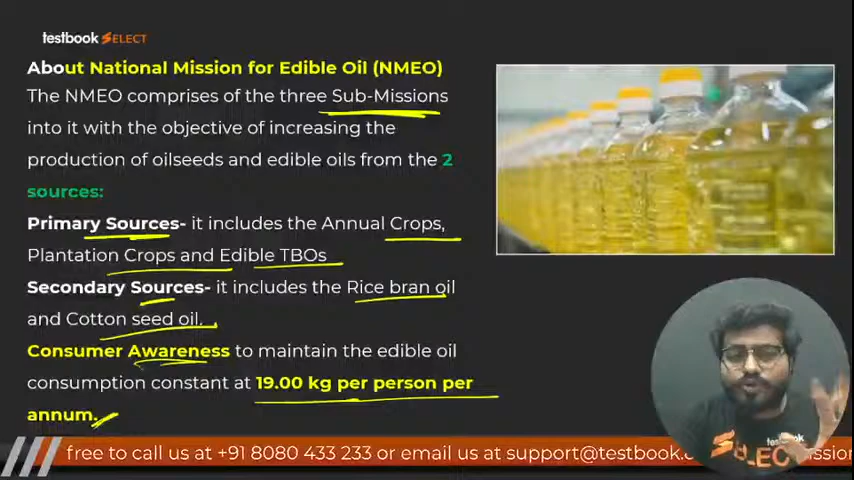 testbook SELECT
About National Mission for Edible Oil (NMEO)
The NMEO comprises of the three Sub-Missions
into it with the objective of increasing the
production of oilseeds and edible oils from the 2
sources:
Primary Sources- it includes the Annual Crops,
Plantation Crops and Edible TBOs
Secondary Sources- it includes the Rice bran oil
and Cotton seed oil.
Consumer Awareness to maintain the edible oil
consumption constant at 19.00 kg per person per
annum.
testbook
SELEC
free to call us at +91 8080 433 233 or email us at support@testbook.c